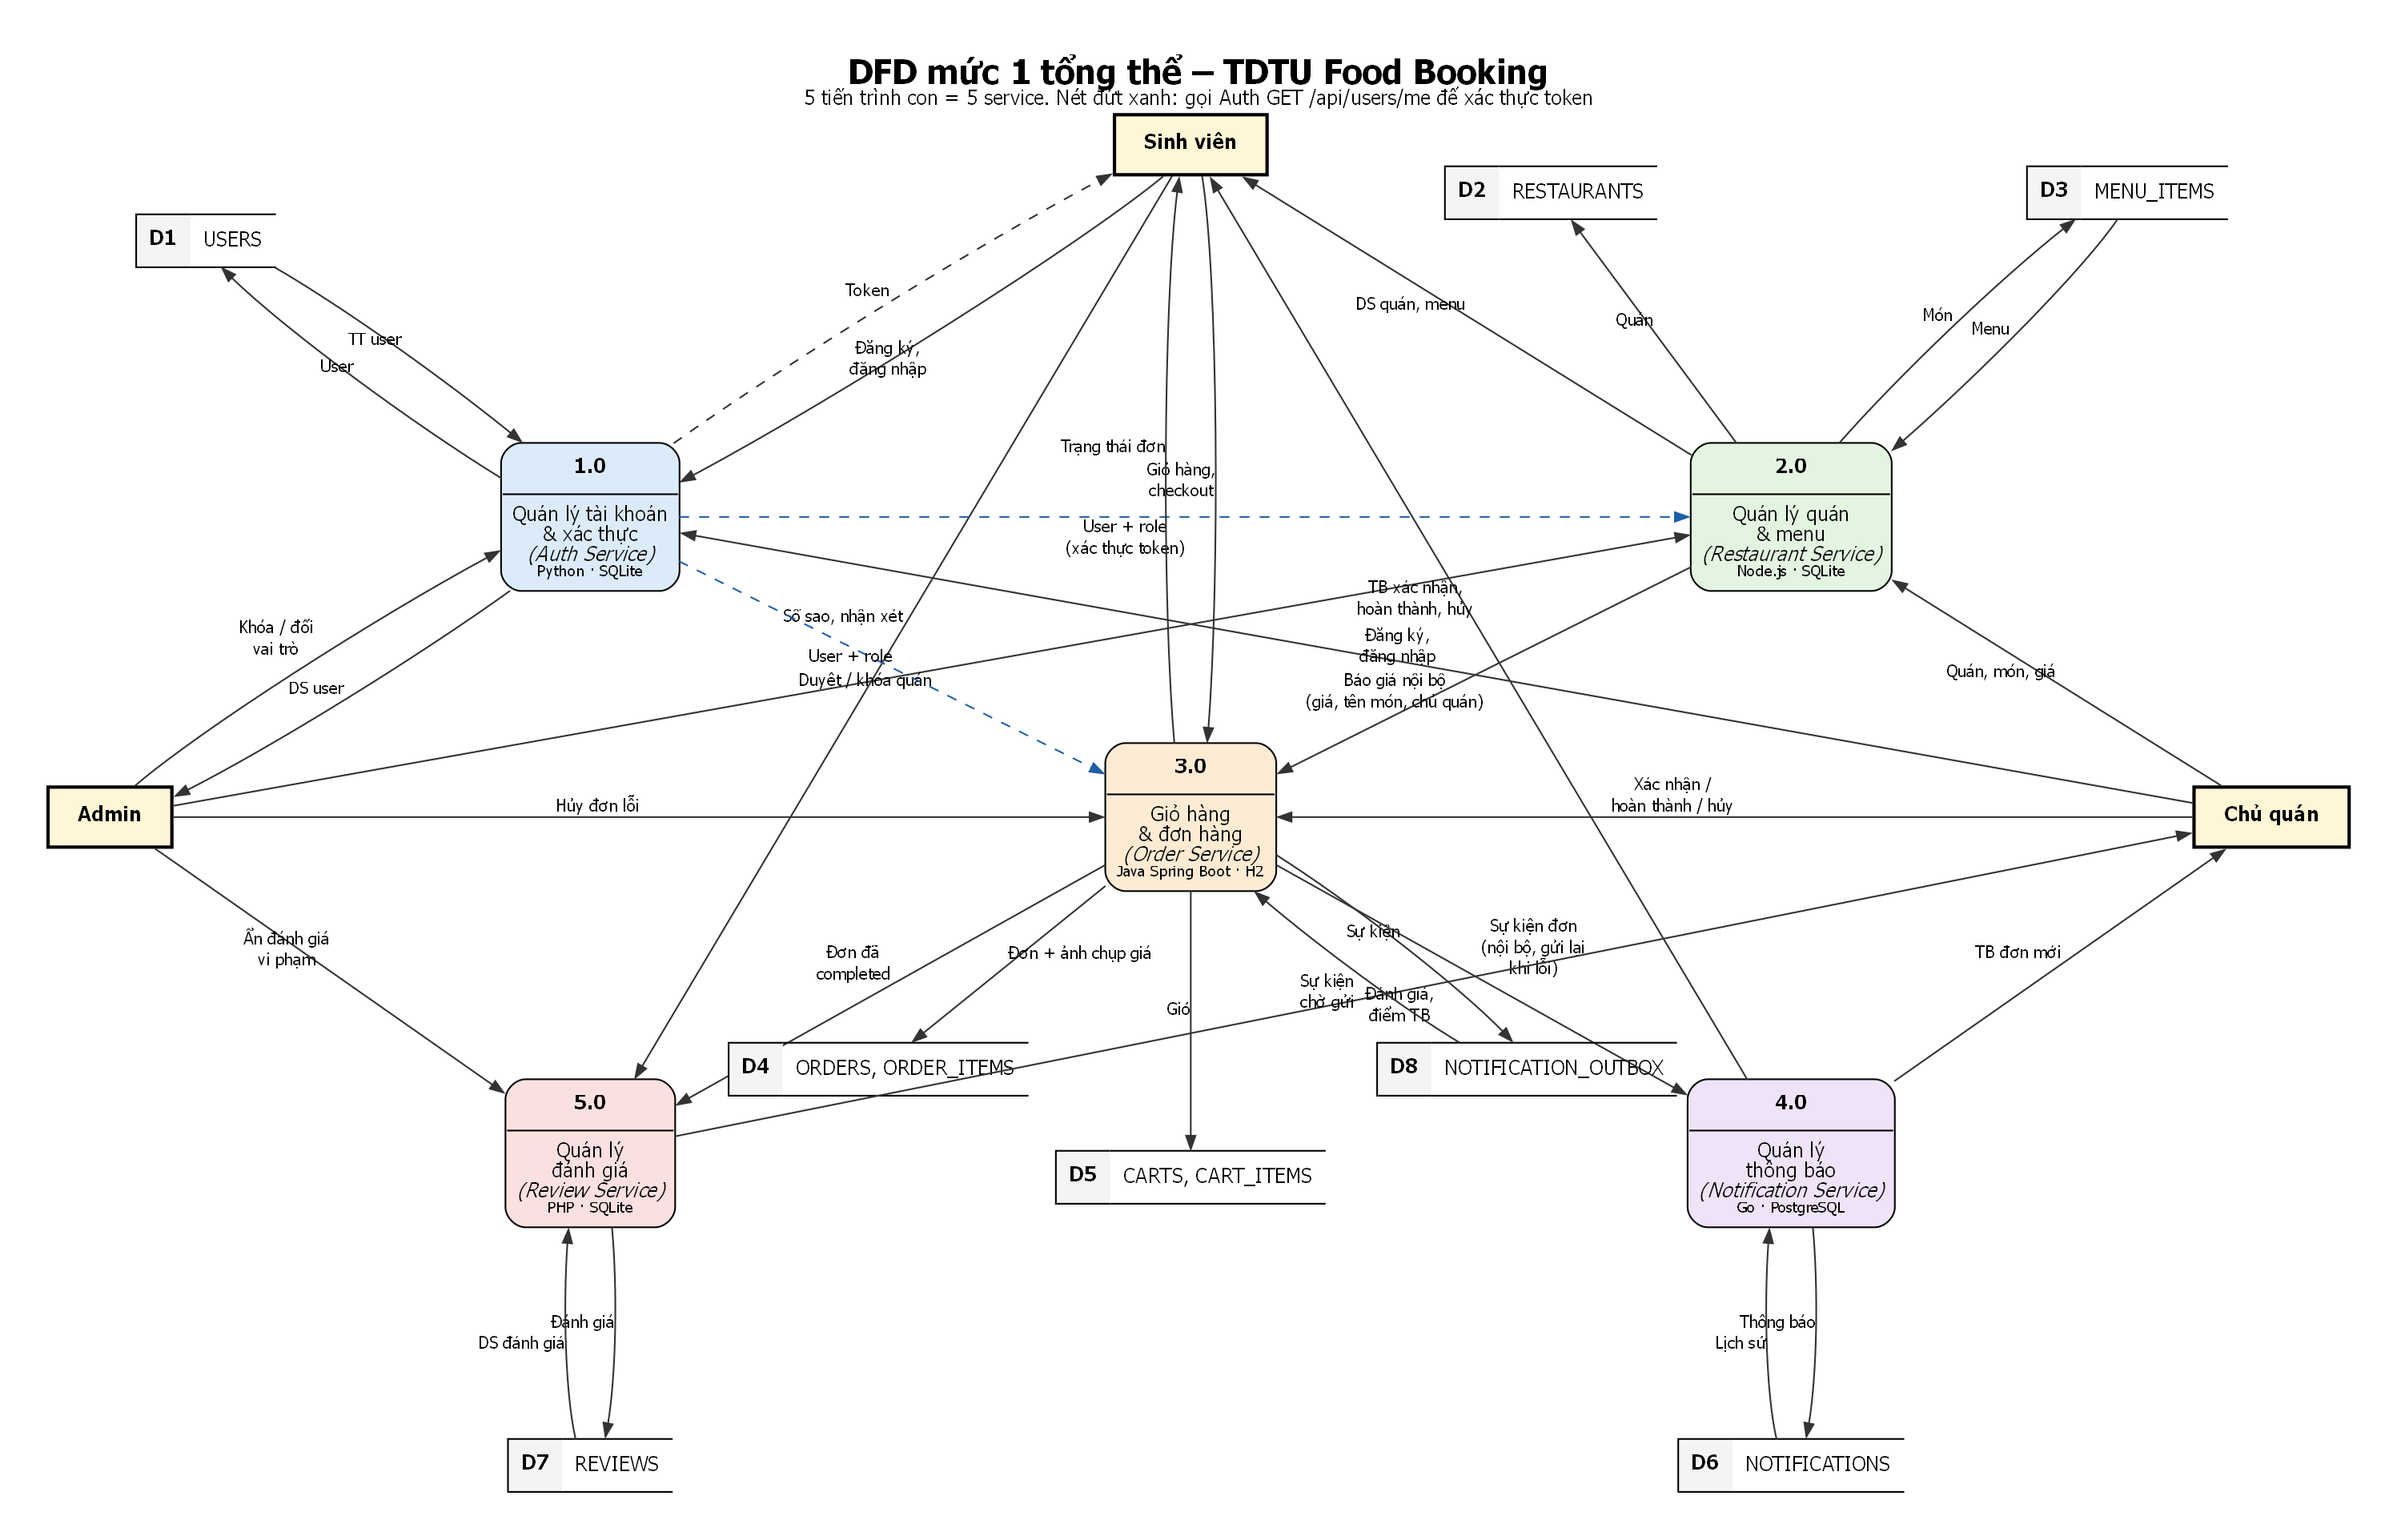 DFD mức 1 tổng thể – TDTU Food Booking
5 tiến trình con = 5 service. Nét đứt xanh: gọi Auth GET /api/users/me để xác thực token
Sinh viên
D2 RESTAURANTS
D3 MENU_ITEMS
D1 USERS
Token
DS quán, menu
Quán
Món
Menu
TT user
User
Đăng ký,
đăng nhập
Trạng thái đơn
Giỏ hàng,
checkout
1.0
Quản lý tài khoản
& xác thực
(Auth Service)
Python · SQLite
2.0
Quản lý quán
& menu
(Restaurant Service)
Node.js · SQLite
User + role
(xác thực token)
TB xác nhận,
hoàn thành, hủy
Số sao, nhận xét
Khóa / đổi
vai trò
Đăng ký,
đăng nhập
User + role
Duyệt / khóa quán
DS user
Báo giá nội bộ
(giá, tên món, chủ quán)
Quán, món, giá
Admin
Hủy đơn lỗi
3.0
Giỏ hàng
& đơn hàng
(Order Service)
Java Spring Boot · H2
Xác nhận /
hoàn thành / hủy
Chủ quán
Ẩn đánh giá
vi phạm
Đơn đã
completed
Đơn + ảnh chụp giá
Sự kiện
Sự kiện đơn
(nội bộ, gửi lại
khi lỗi)
TB đơn mới
Giỏ
Sự kiện
chờ gửi
Đánh giá,
điểm TB
D4 ORDERS, ORDER_ITEMS
D8 NOTIFICATION_OUTBOX
5.0
Quản lý
đánh giá
(Review Service)
PHP · SQLite
D5 CARTS, CART_ITEMS
4.0
Quản lý
thông báo
(Notification Service)
Go · PostgreSQL
Đánh giá
DS đánh giá
Thông báo
Lịch sử
D7 REVIEWS
D6 NOTIFICATIONS